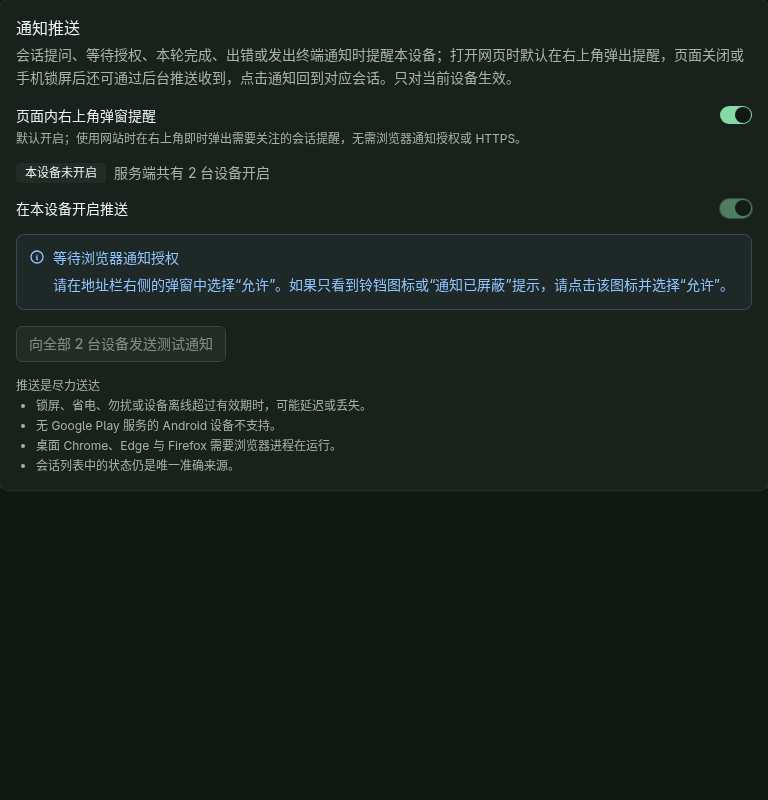 通知推送
会话提问、等待授权、本轮完成、出错或发出终端通知时提醒本设备；打开网页时默认在右上角弹出提醒，页面关闭或
手机锁屏后还可通过后台推送收到，点击通知回到对应会话。只对当前设备生效。
页面内右上角弹窗提醒
默认开启；使用网站时在右上角即时弹出需要关注的会话提醒，无需浏览器通知授权或 HTTPS。
本设备未开启 服务端共有 2 台设备开启
在本设备开启推送
等待浏览器通知授权
请在地址栏右侧的弹窗中选择“允许”。如果只看到铃铛图标或“通知已屏蔽”提示，请点击该图标并选择“允许”。
向全部 2 台设备发送测试通知
推送是尽力送达
• 锁屏、省电、勿扰或设备离线超过有效期时，可能延迟或丢失。
• 无 Google Play 服务的 Android 设备不支持。
• 桌面 Chrome、Edge 与 Firefox 需要浏览器进程在运行。
• 会话列表中的状态仍是唯一准确来源。